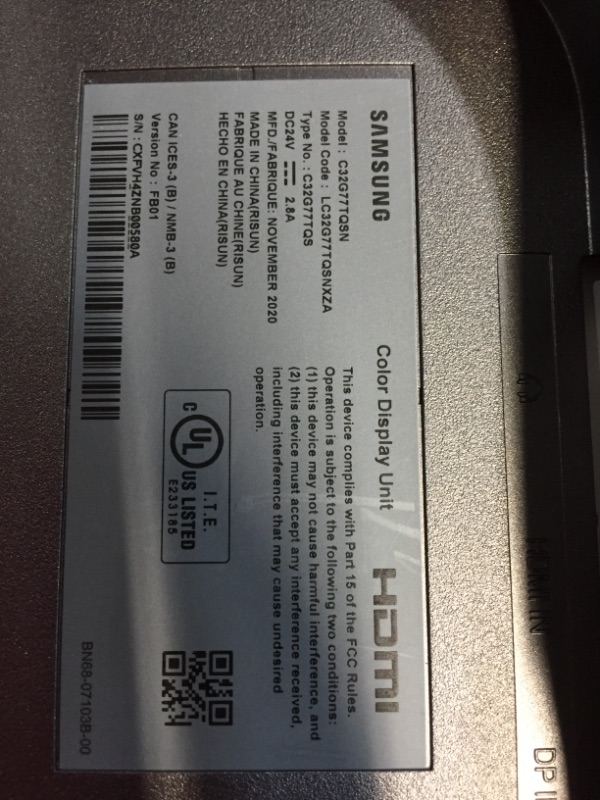 SAMSUNG
Color Display Unit
HDMI
Model : C32G77TQSN
Model Code : LC32G77TQSNXZA
Type No. : C32G77TQS
DC24V 2.8A
MFD./FABRIQUE: NOVEMBER 2020
MADE IN CHINA(RISUN)
FABRIQUE AU CHINE(RISUN)
HECHO EN CHINA(RISUN)
CAN ICES-3 (B) / NMB-3 (B)
Version No : FB01
S/N : CXFVH4ZNB00580A
This device complies with Part 15 of the FCC Rules.
Operation is subject to the following two conditions:
(1) this device may not cause harmful interference, and
(2) this device must accept any interference received,
including interference that may cause undesired
operation.
I.T.E.
C UL US LISTED
E233185
BN68-07103B-00
HDMI IN
DP I